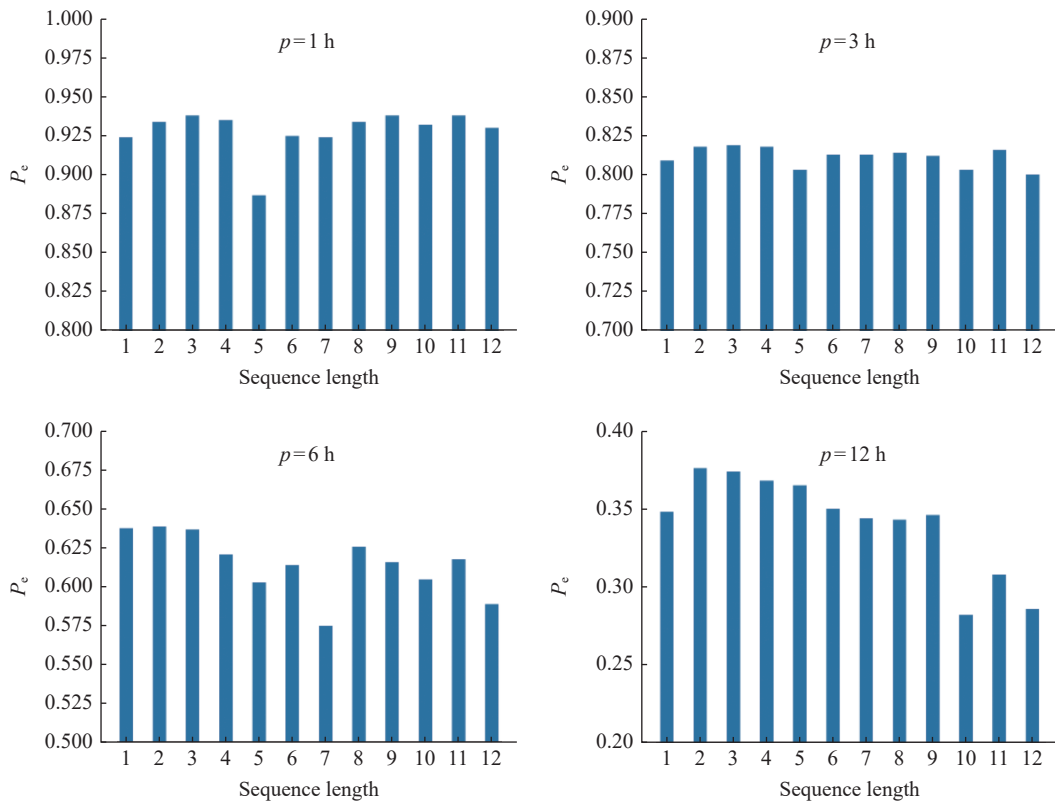 p=1 h
1.000
0.975
0.950
0.925
0.900
0.875
0.850
0.825
0.800
Pe
1 2 3 4 5 6 7 8 9 10 11 12
Sequence length
p=3 h
0.900
0.875
0.850
0.825
0.800
0.775
0.750
0.725
0.700
Pe
1 2 3 4 5 6 7 8 9 10 11 12
Sequence length
p=6 h
0.700
0.675
0.650
0.625
0.600
0.575
0.550
0.525
0.500
Pe
1 2 3 4 5 6 7 8 9 10 11 12
Sequence length
p=12 h
0.40
0.35
0.30
0.25
0.20
Pe
1 2 3 4 5 6 7 8 9 10 11 12
Sequence length